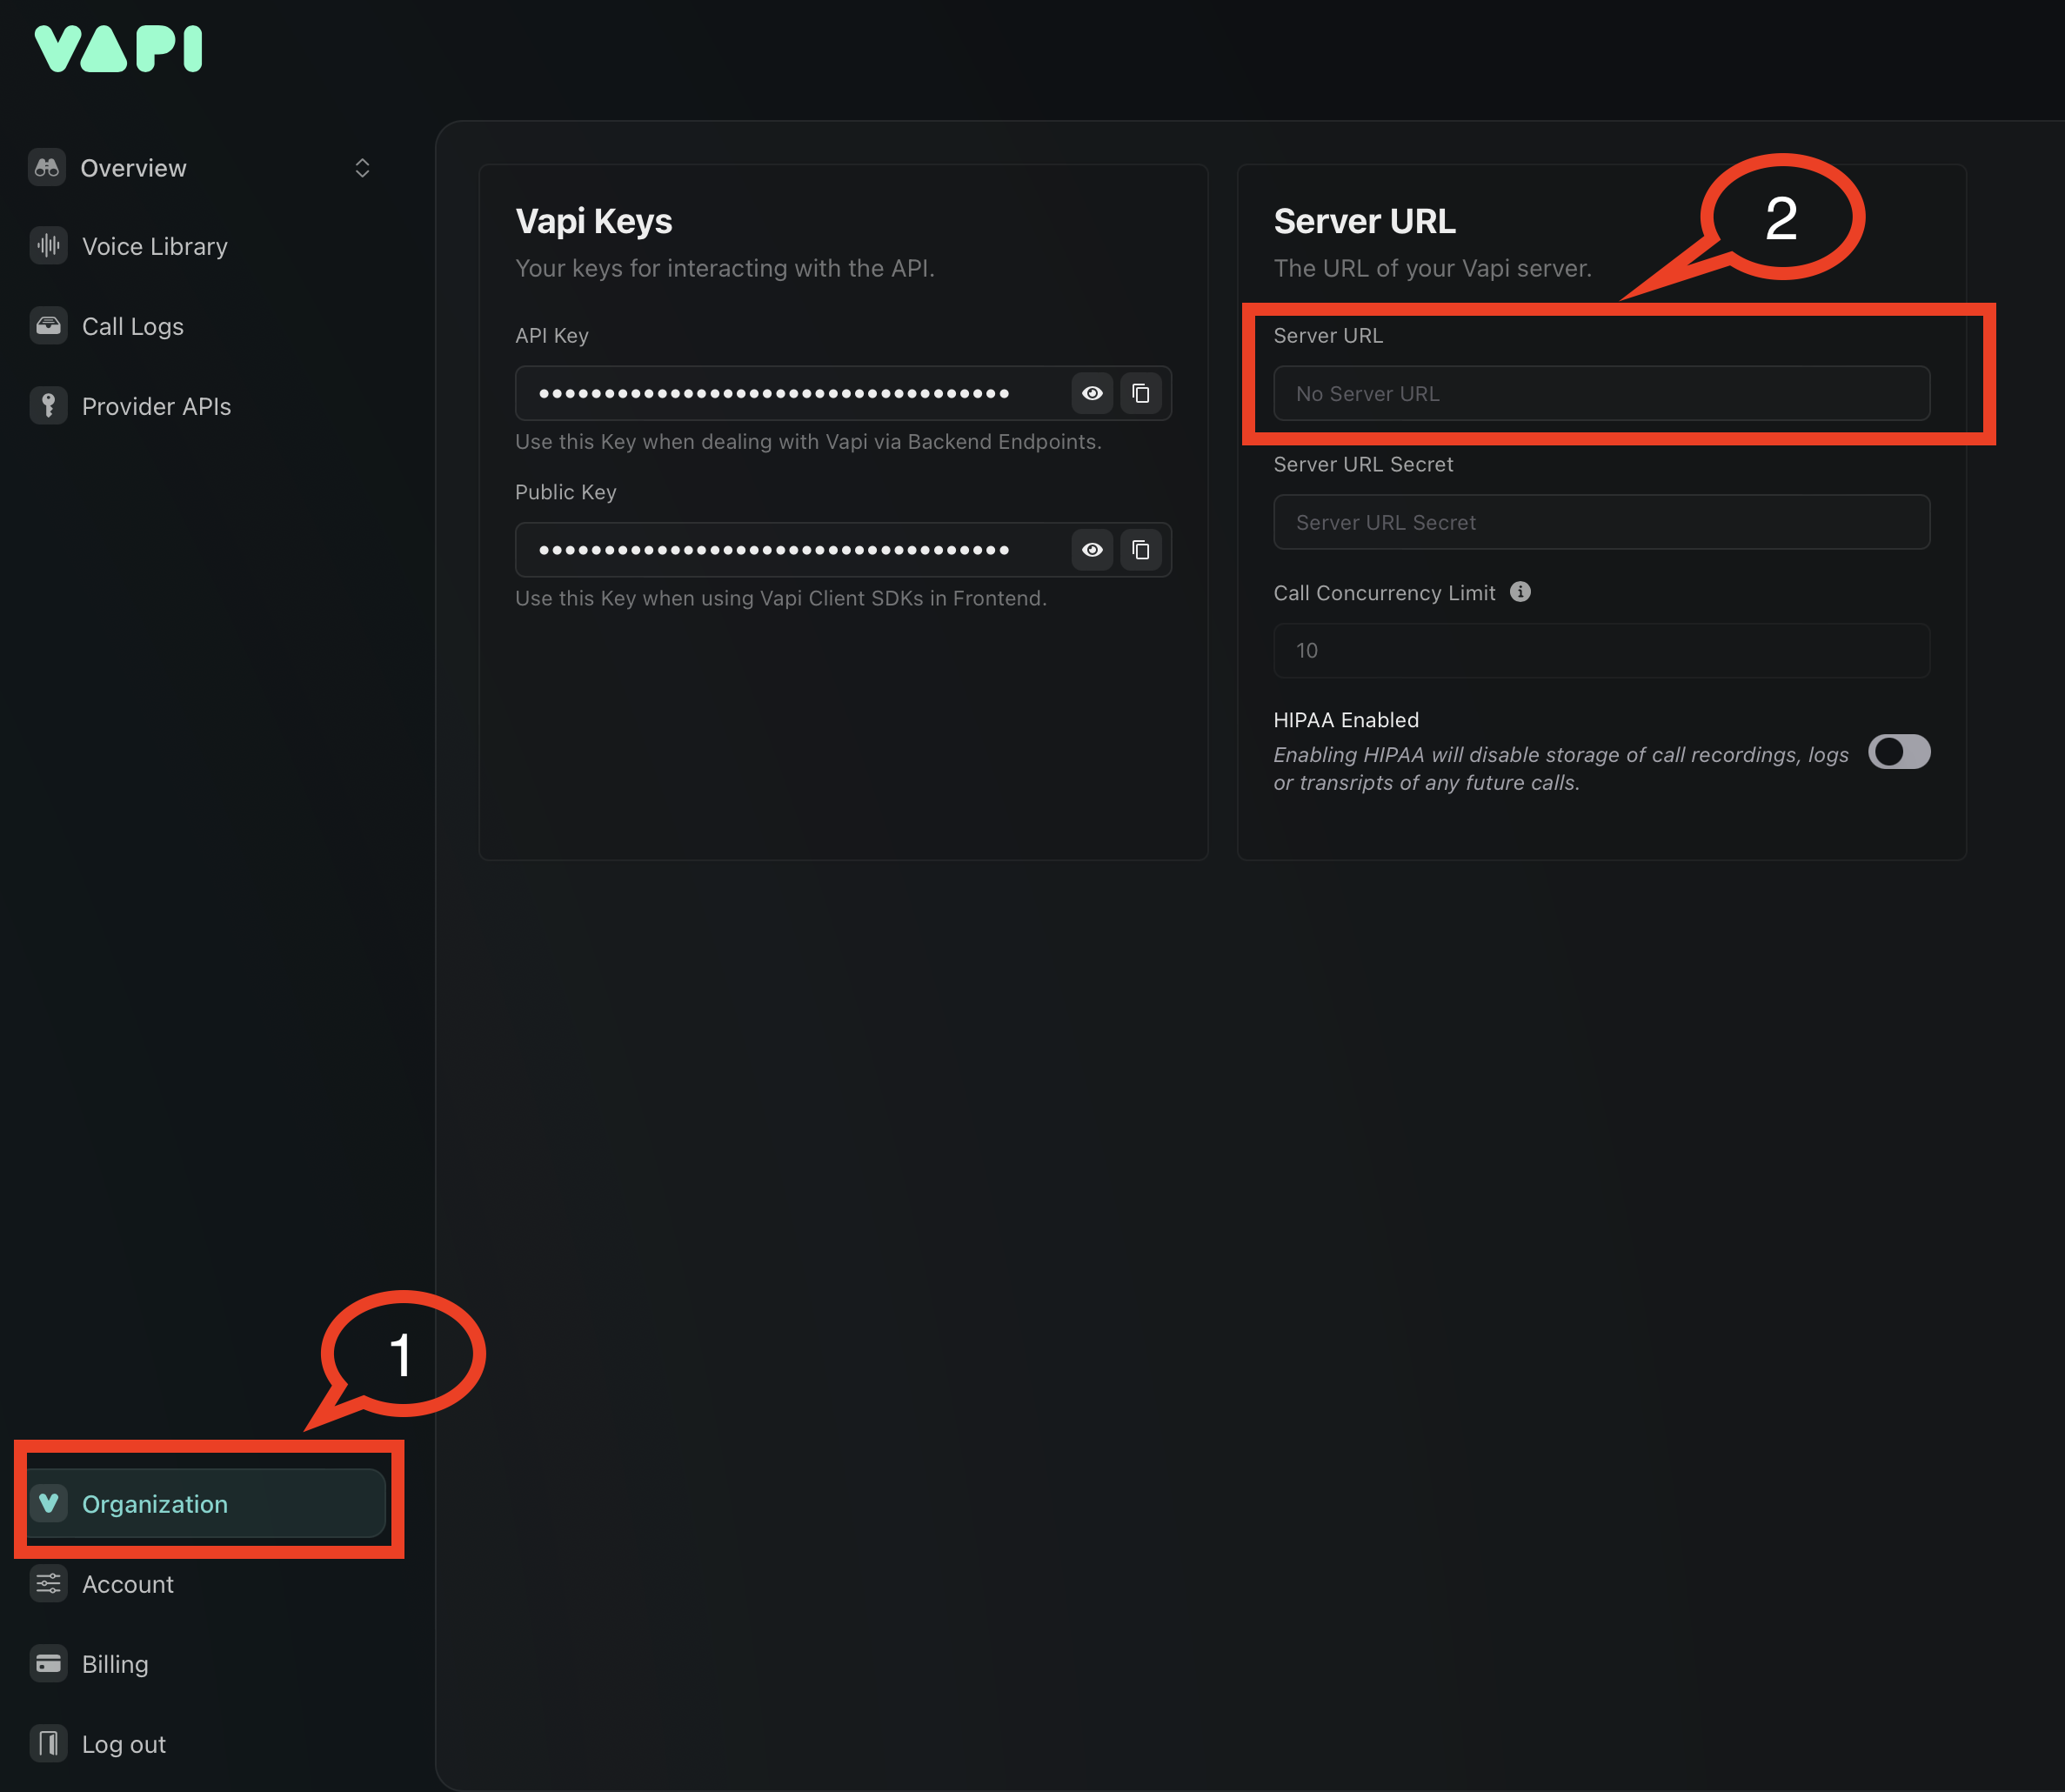 VAPI
Overview
Voice Library
Call Logs
Provider APIs
Organization
Account
Billing
Log out
1
Vapi Keys
Your keys for interacting with the API.
API Key
••••••••••••••••••••••••••••••••••••
Use this Key when dealing with Vapi via Backend Endpoints.
Public Key
••••••••••••••••••••••••••••••••••••
Use this Key when using Vapi Client SDKs in Frontend.
2
Server URL
The URL of your Vapi server.
Server URL
No Server URL
Server URL Secret
Server URL Secret
Call Concurrency Limit
10
HIPAA Enabled
Enabling HIPAA will disable storage of call recordings, logs
or transripts of any future calls.